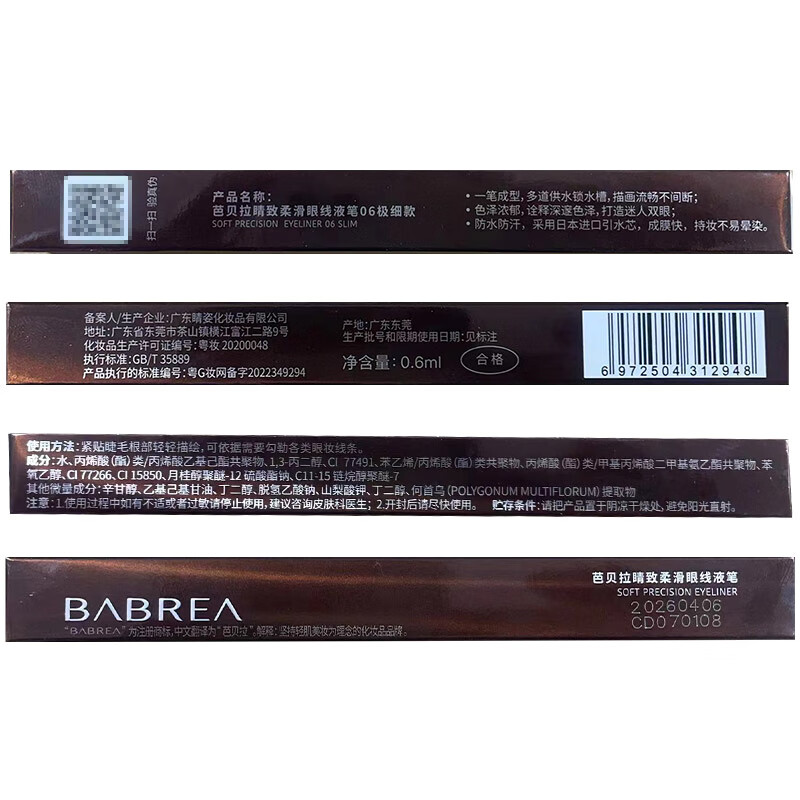 扫一扫 验真伪
产品名称：
芭贝拉睛致柔滑眼线液笔06极细款
SOFT PRECISION EYELINER 06 SLIM
• 一笔成型，多道供水锁水槽，描画流畅不间断；
• 色泽浓郁，诠释深邃色泽，打造迷人双眼；
• 防水防汗，采用日本进口引水芯，成膜快，持妆不易晕染。
备案人/生产企业：广东睛姿化妆品有限公司
地址：广东省东莞市茶山镇横江富江二路9号
化妆品生产许可证编号：粤妆 20200048
执行标准：GB/T 35889
产品执行的标准编号：粤G妆网备字2022349294
产地：广东东莞
生产批号和限期使用日期：见标注
净含量：0.6ml
合格
6 972504 312948
使用方法：紧贴睫毛根部轻轻描绘，可依据需要勾勒各类眼妆线条。
成分：水、丙烯酸（酯）类/丙烯酸乙基己酯共聚物、1,3-丙二醇、CI 77491、苯乙烯/丙烯酸（酯）类共聚物、丙烯酸（酯）类/甲基丙烯酸二甲基氨乙酯共聚物、苯
氧乙醇、CI 77266、CI 15850、月桂醇聚醚-12 硫酸酯钠、C11-15 链烷醇聚醚-7
其他微量成分：辛甘醇、乙基己基甘油、丁二醇、脱氢乙酸钠、山梨酸钾、丁二醇、何首乌（POLYGONUM MULTIFLORUM）提取物
注意：1.使用过程中如有不适或者过敏请停止使用，建议咨询皮肤科医生；2.开封后请尽快使用。 贮存条件：请把产品置于阴凉干燥处，避免阳光直射。
BABREA
“BABREA”为注册商标，中文翻译为“芭贝拉”，解释：坚持轻肌美妆为理念的化妆品品牌。
芭贝拉睛致柔滑眼线液笔
SOFT PRECISION EYELINER
20260406
CD070108